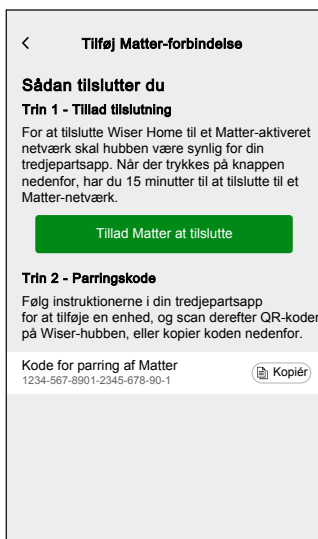 Tilføj Matter-forbindelse
Sådan tilslutter du
Trin 1 - Tillad tilslutning
For at tilslutte Wiser Home til et Matter-aktiveret
netværk skal hubben være synlig for din
tredjepartsapp. Når der trykkes på knappen
nedenfor, har du 15 minutter til at tilslutte til et
Matter-netværk.
Tillad Matter at tilslutte
Trin 2 - Parringskode
Følg instruktionerne i din tredjepartsapp
for at tilføje en enhed, og scan derefter QR-koden
på Wiser-hubben, eller kopier koden nedenfor.
Kode for parring af Matter
1234-567-8901-2345-678-90-1
Kopiér